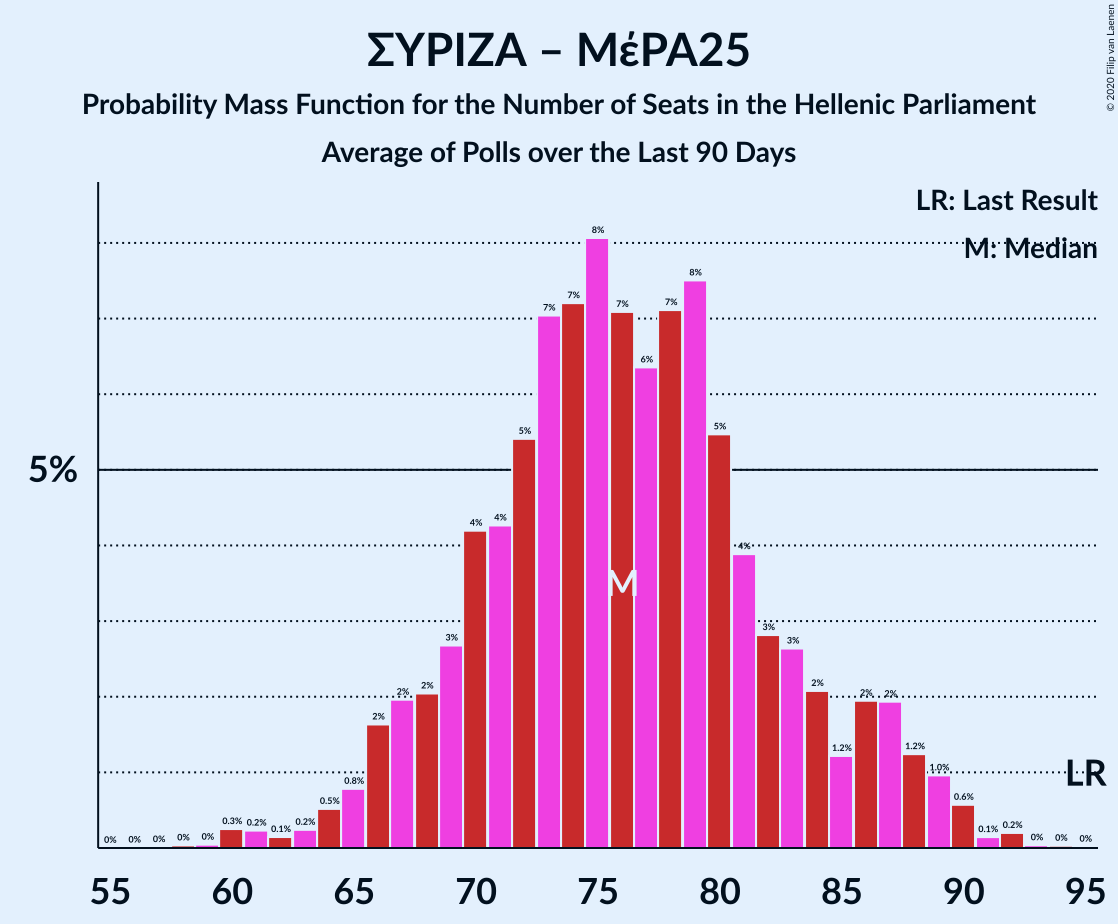 ΣΥΡΙΖΑ – ΜέΡΑ25
Probability Mass Function for the Number of Seats in the Hellenic Parliament
Average of Polls over the Last 90 Days
© 2020 Filip van Laenen
LR: Last Result
M: Median
5%
0% 0% 0% 0% 0% 0.3% 0.2% 0.1% 0.2% 0.5% 0.8% 2% 2% 2% 3% 4% 4% 5% 7% 7% 8% 7% 6% 7% 8% 5% 4% 3% 3% 2% 1.2% 2% 2% 1.2% 1.0% 0.6% 0.1% 0.2% 0% 0% 0%
M
LR
55 60 65 70 75 80 85 90 95